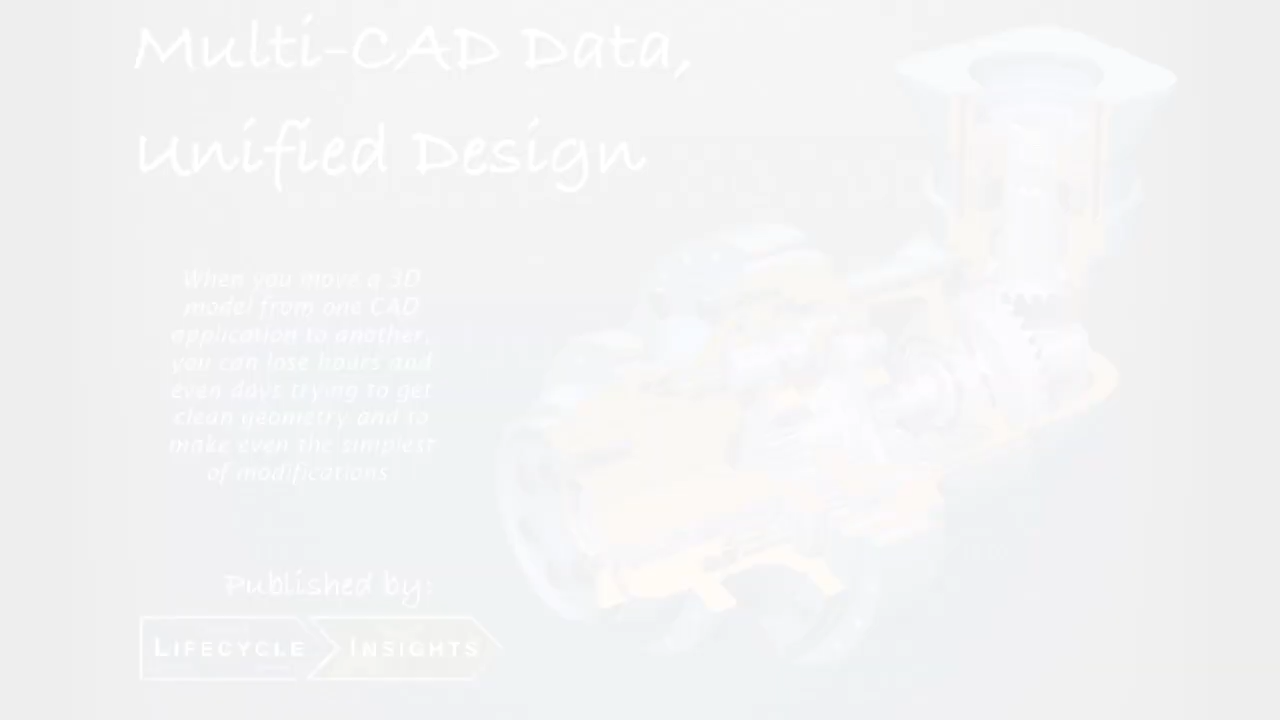 Multi-CAD Data,
Unified Design
When you move a 3D
model from one CAD
application to another,
you can lose hours and
even days trying to get
clean geometry and to
make even the simplest
of modifications
Published by:
LIFECYCLE INSIGHTS